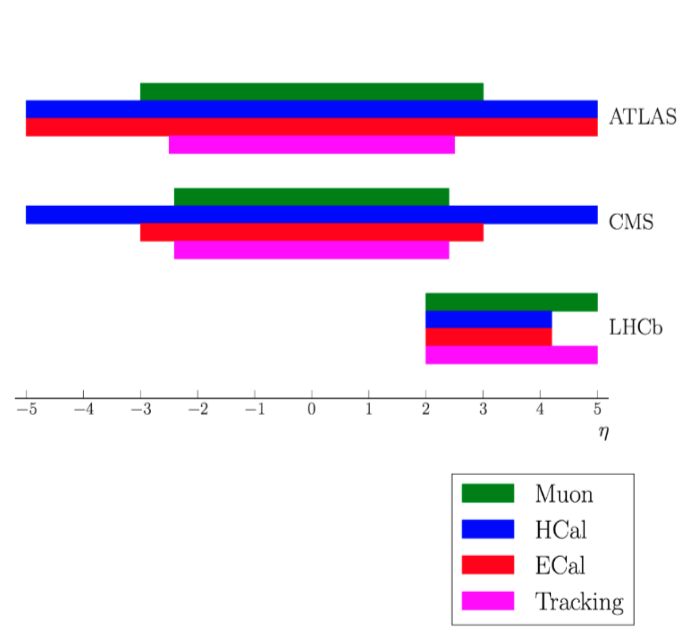 ATLAS
CMS
LHCb
−5 −4 −3 −2 −1 0 1 2 3 4 5
η
Muon
HCal
ECal
Tracking